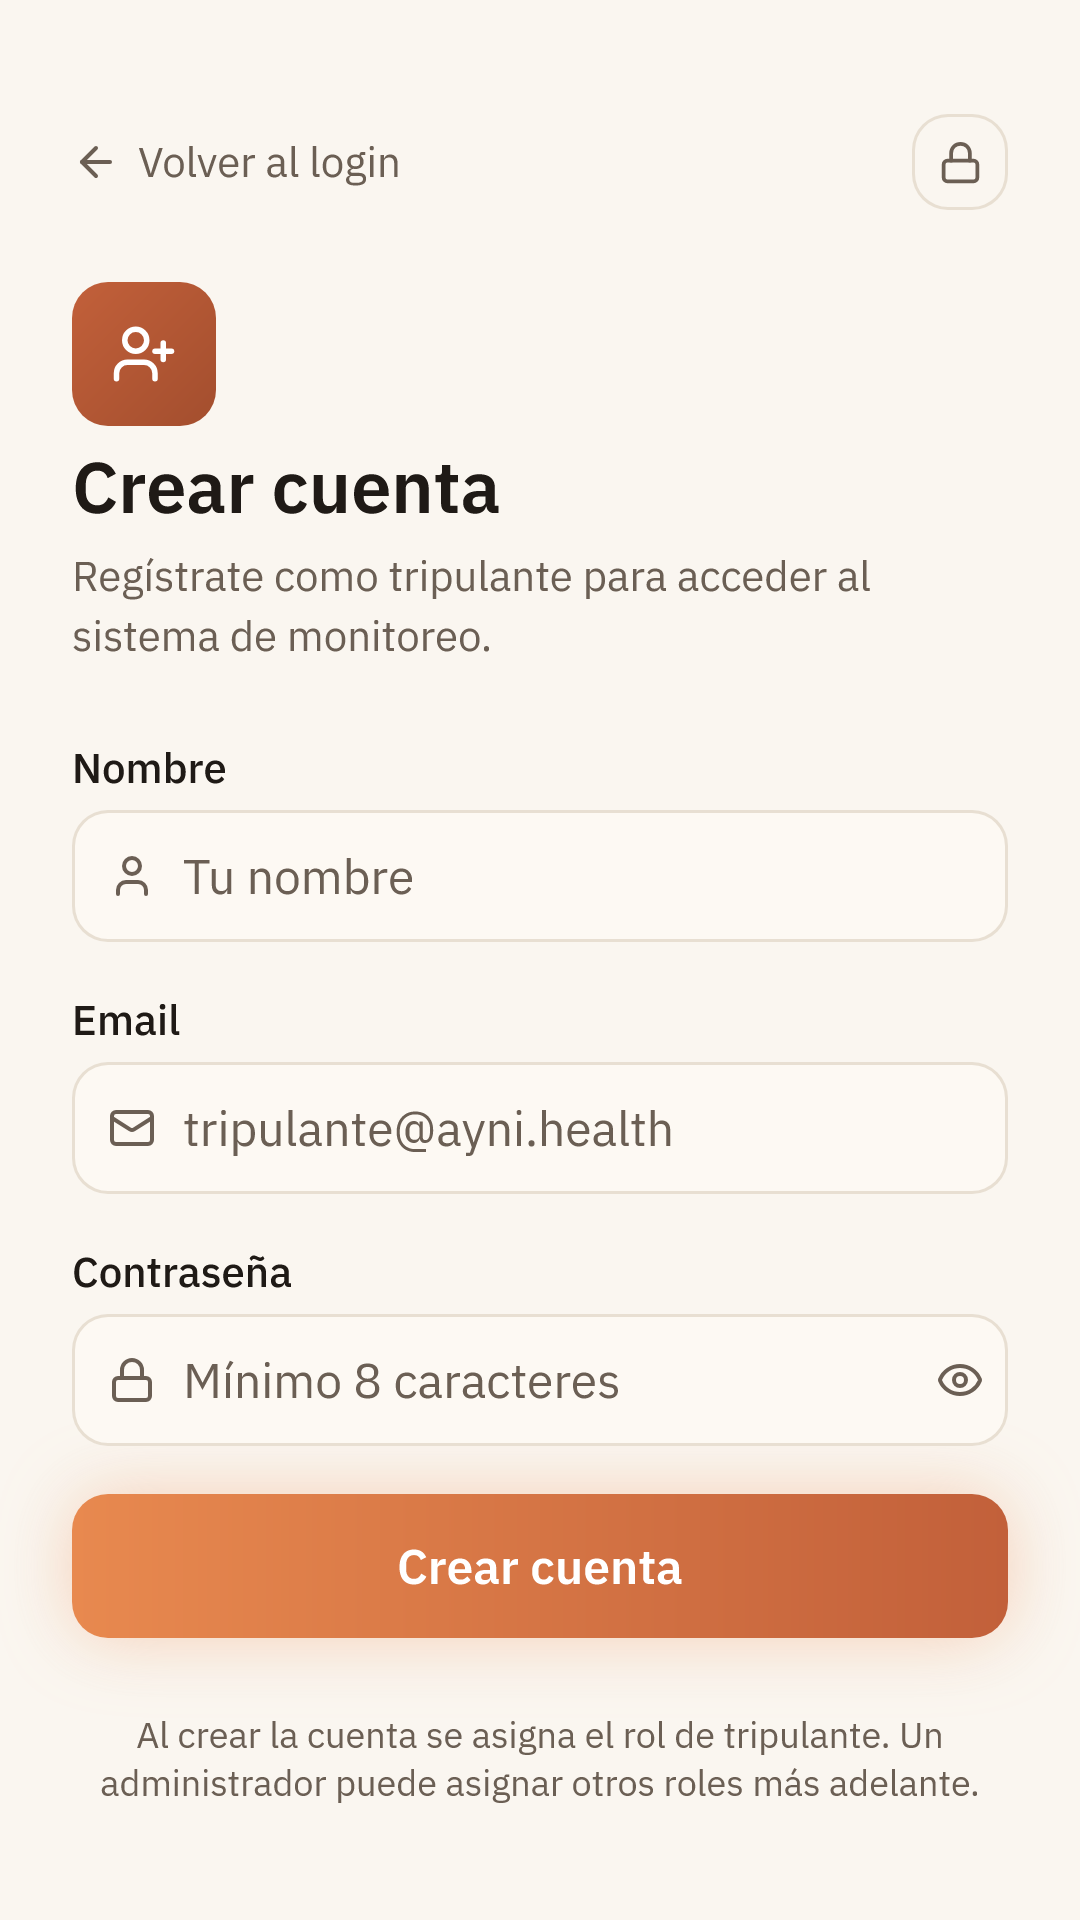 Volver al login
Crear cuenta
Regístrate como tripulante para acceder al
sistema de monitoreo.
Nombre
Tu nombre
Email
tripulante@ayni.health
Contraseña
Mínimo 8 caracteres
Crear cuenta
Al crear la cuenta se asigna el rol de tripulante. Un
administrador puede asignar otros roles más adelante.